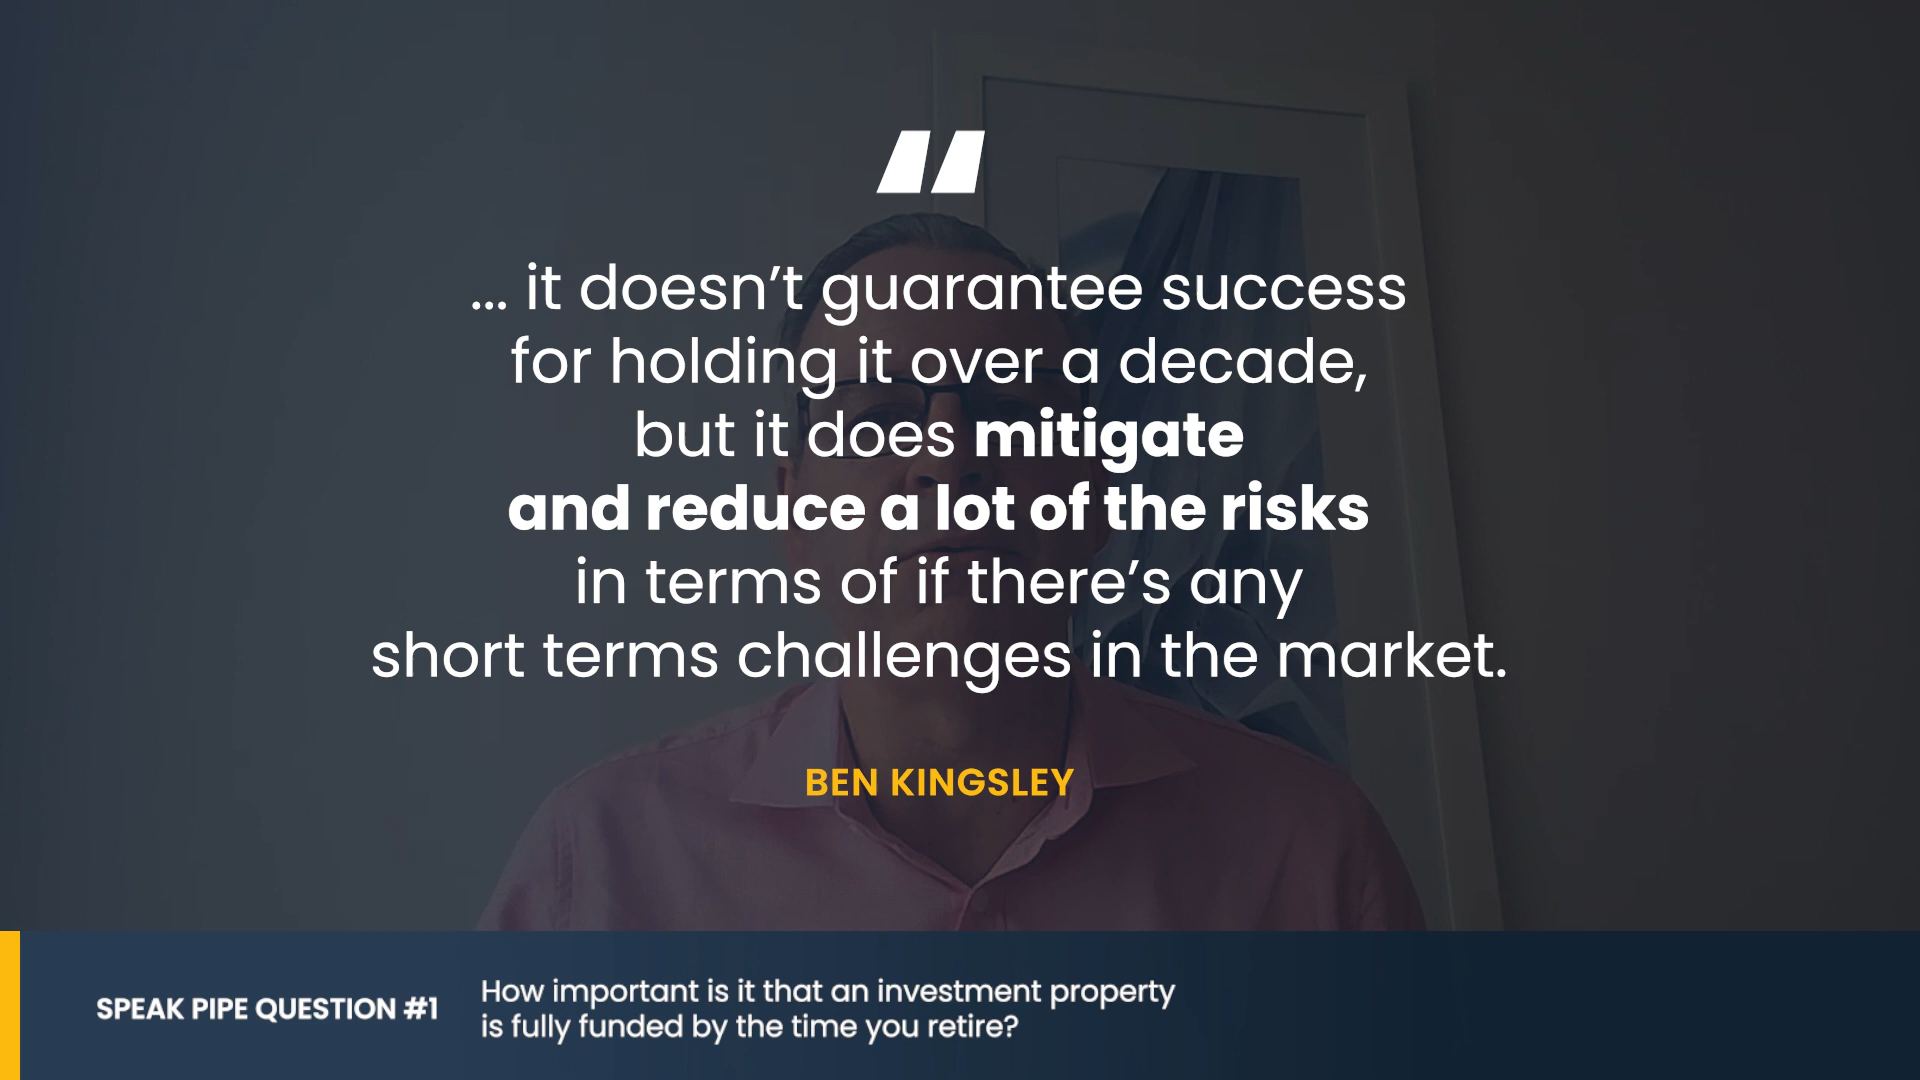 “
... it doesn’t guarantee success
for holding it over a decade,
but it does mitigate
and reduce a lot of the risks
in terms of if there’s any
short terms challenges in the market.
BEN KINGSLEY
SPEAK PIPE QUESTION #1
How important is it that an investment property
is fully funded by the time you retire?